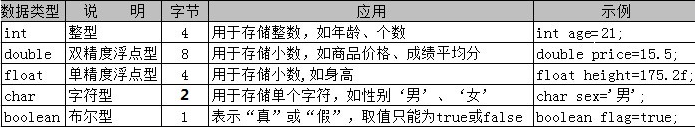 数据类型 说 明 字节 应用 示例
int 整型 4 用于存储整数，如年龄、个数 int age=21;
double 双精度浮点型 8 用于存储小数，如商品价格、成绩平均分 double price=15.5;
float 单精度浮点型 4 用于存储小数,如身高 float height=175.2f;
char 字符型 2 用于存储单个字符，如性别‘男’、‘女’ char sex='男';
boolean 布尔型 1 表示“真”或“假”，取值只能为true或false boolean flag=true;